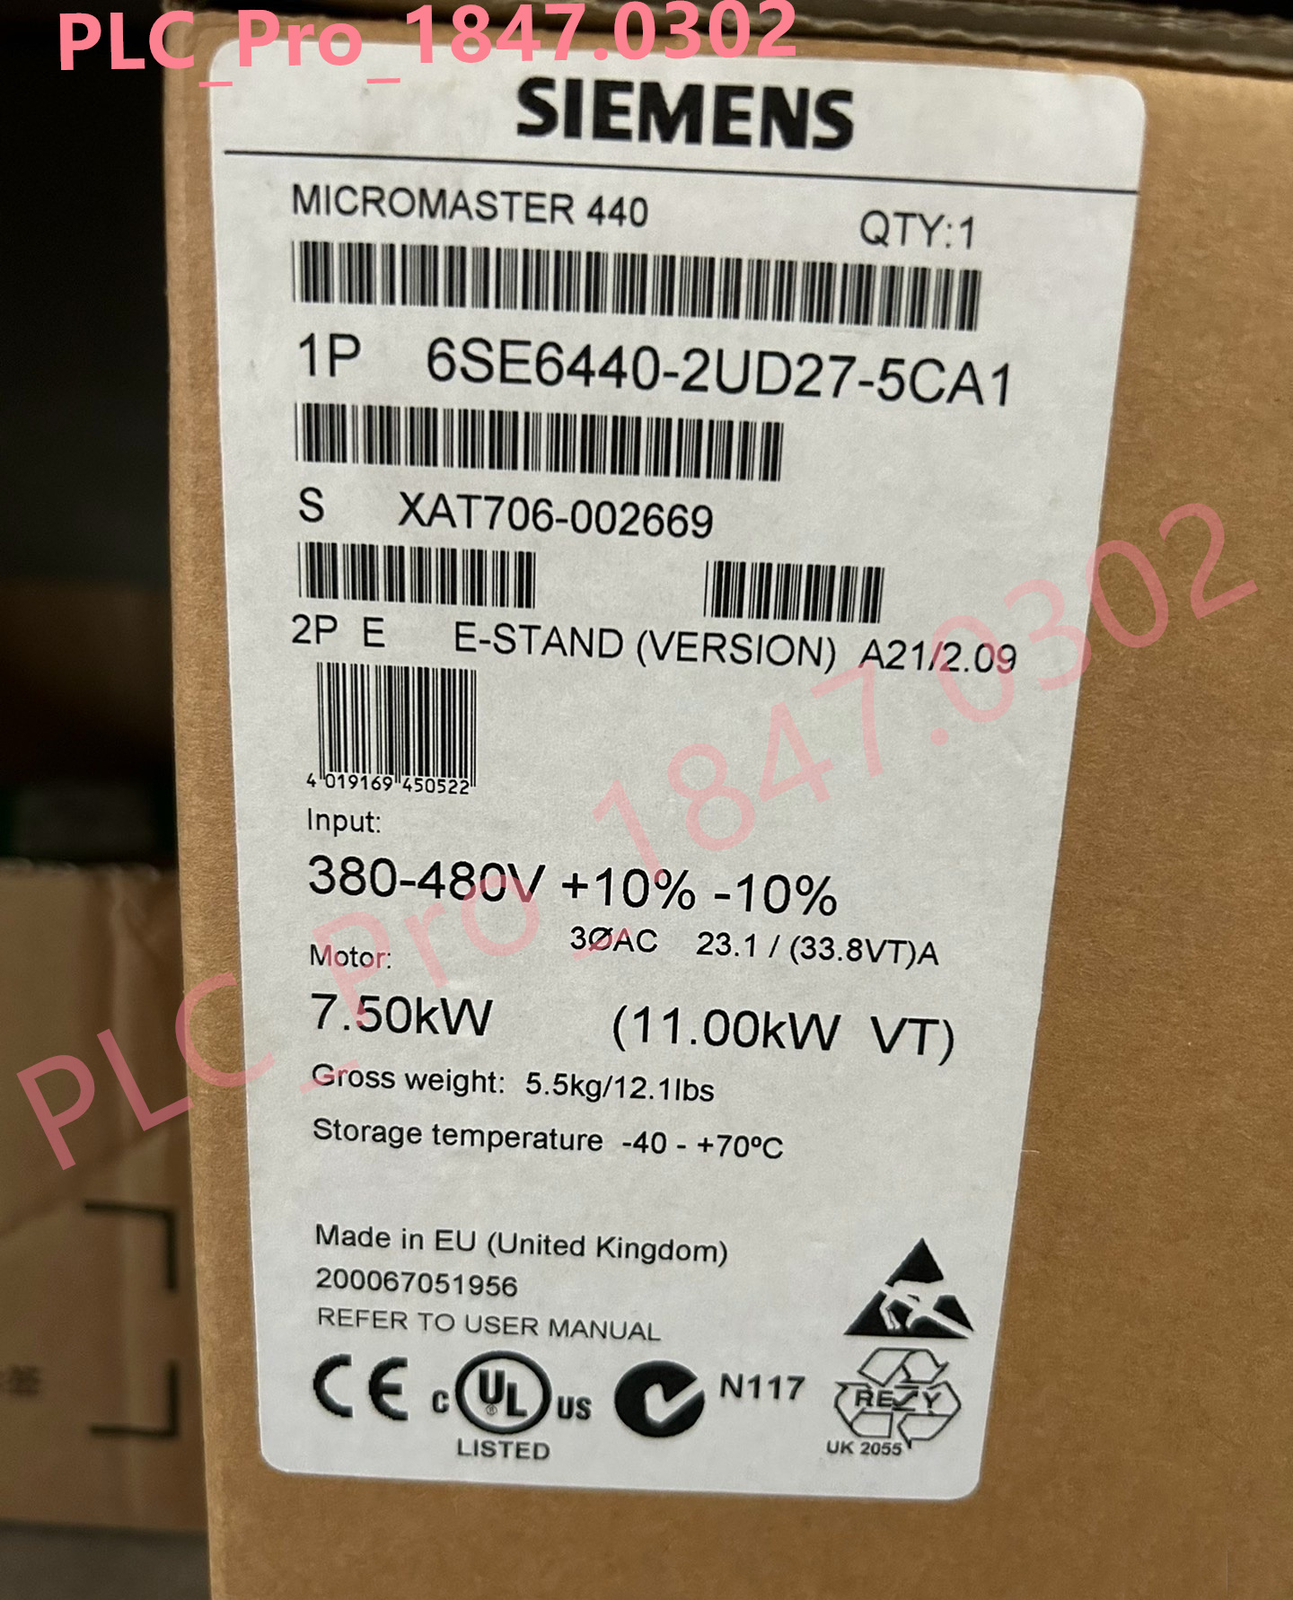 PLC_Pro_1847.0302
SIEMENS
MICROMASTER 440
QTY:1
1P 6SE6440-2UD27-5CA1
S XAT706-002669
2P E E-STAND (VERSION) A21/2.09
4 019169 450522
Input:
380-480V +10% -10%
3ØAC 23.1 / (33.8VT)A
Motor:
7.50kW (11.00kW VT)
Gross weight: 5.5kg/12.1lbs
Storage temperature -40 - +70ºC
PLC_Pro_1847.0302
Made in EU (United Kingdom)
200067051956
REFER TO USER MANUAL
CE C UL ® US LISTED
N117
RESY
UK 2055